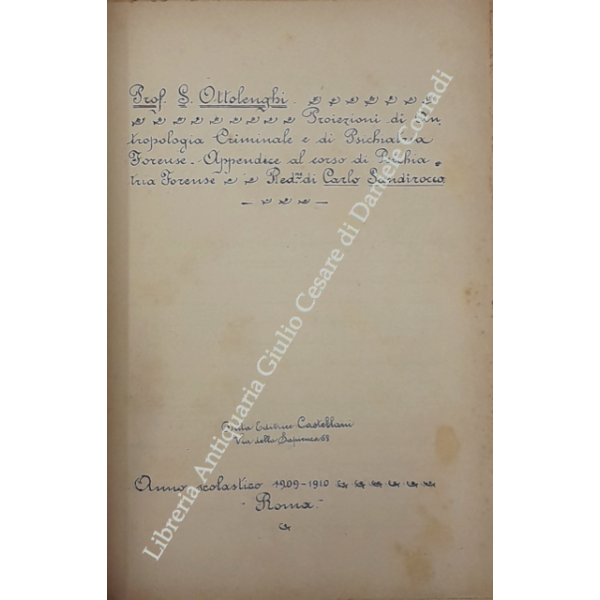 Prof. S. Ottolenghi.
Proiezioni di An,
tropologia Criminale e di Psichiatria
Forense - Appendece al corso di Psichia,
tria Forense Red.ne di Carlo Sandirocco
Editrice Castellani
Via della Sapienza 68
Anno scolastico 1909-1910
Roma
Libreria Antiquaria Giulio Cesare di Daniele Corradi